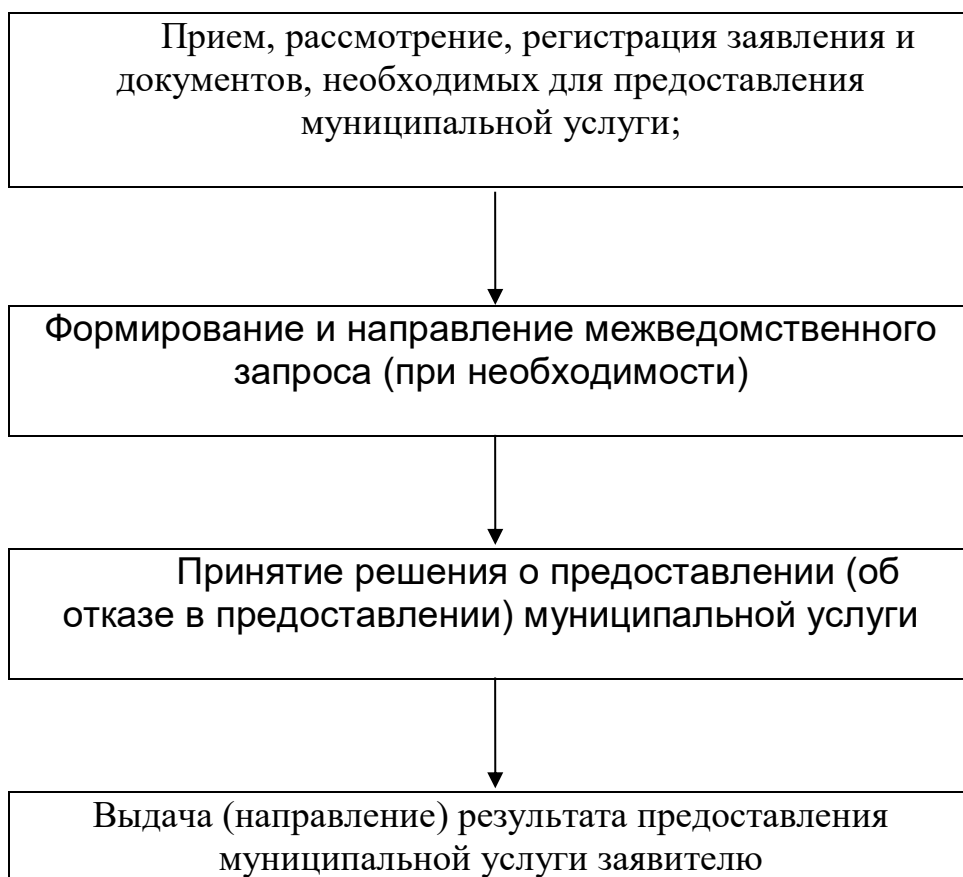 Прием, рассмотрение, регистрация заявления и
документов, необходимых для предоставления
муниципальной услуги;
Формирование и направление межведомственного
запроса (при необходимости)
Принятие решения о предоставлении (об
отказе в предоставлении) муниципальной услуги
Выдача (направление) результата предоставления
муниципальной услуги заявителю